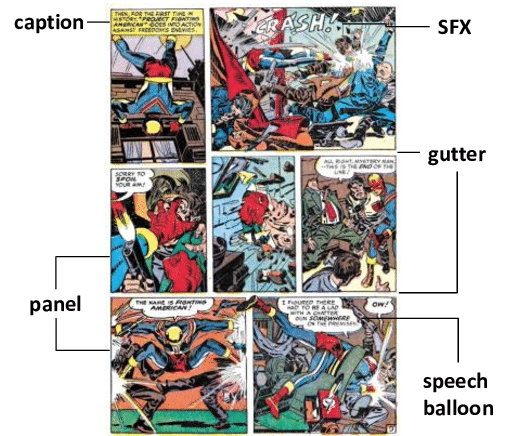 caption
THEN, FOR THE FIRST TIME IN
HISTORY, "PROJECT FIGHTING
AMERICAN" GOES INTO ACTION
AGAINST FREEDOM'S ENEMIES.
CRASH!
SFX
gutter
SORRY TO
SPOIL
YOUR AIM!
ALL RIGHT, MYSTERY MAN,
--THIS IS THE END OF THE
LINE!
panel
THE NAME IS FIGHTING
AMERICAN!
I FIGURED THERE
HAD TO BE A LAD
WITH A CHATTER
GUN SOMEWHERE
ON THE PREMISES!
OW!
speech
balloon